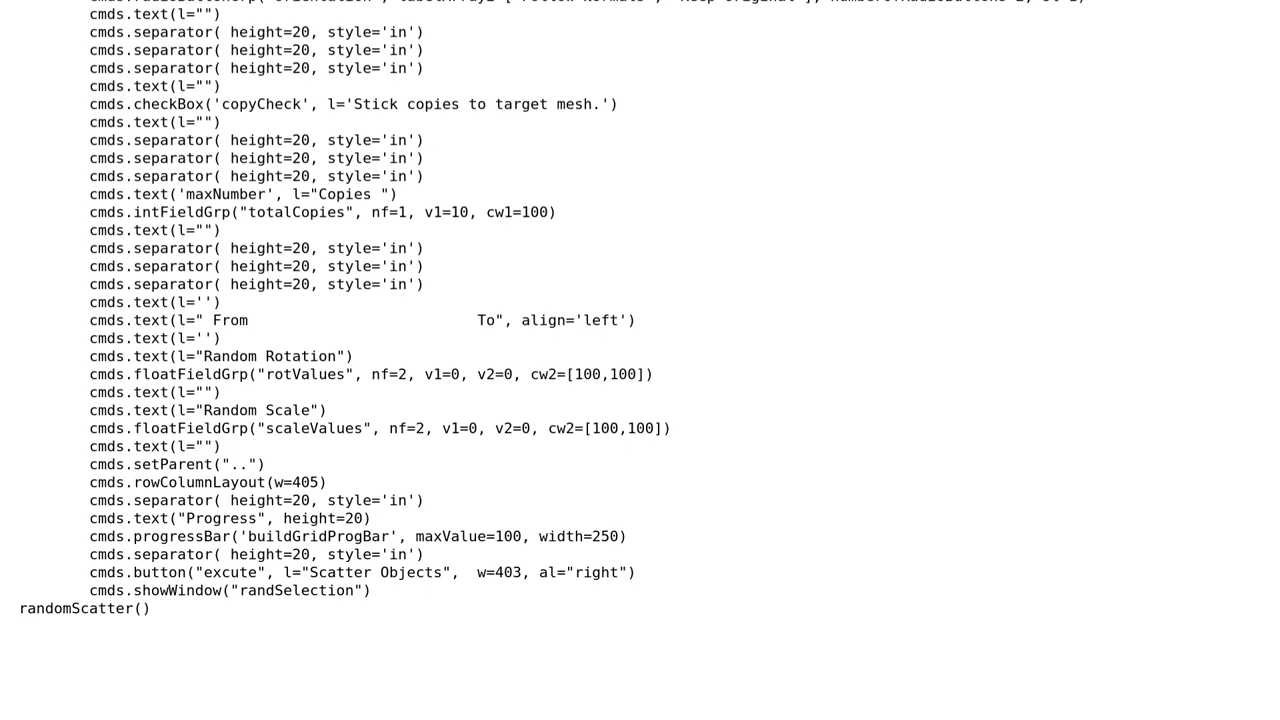 cmds.text(l="")
cmds.separator( height=20, style='in')
cmds.separator( height=20, style='in')
cmds.separator( height=20, style='in')
cmds.text(l="")
cmds.checkBox('copyCheck', l='Stick copies to target mesh.')
cmds.text(l="")
cmds.separator( height=20, style='in')
cmds.separator( height=20, style='in')
cmds.separator( height=20, style='in')
cmds.text('maxNumber', l="Copies ")
cmds.intFieldGrp("totalCopies", nf=1, v1=10, cw1=100)
cmds.text(l="")
cmds.separator( height=20, style='in')
cmds.separator( height=20, style='in')
cmds.separator( height=20, style='in')
cmds.text(l='')
cmds.text(l=" From                          To", align='left')
cmds.text(l='')
cmds.text(l="Random Rotation")
cmds.floatFieldGrp("rotValues", nf=2, v1=0, v2=0, cw2=[100,100])
cmds.text(l="")
cmds.text(l="Random Scale")
cmds.floatFieldGrp("scaleValues", nf=2, v1=0, v2=0, cw2=[100,100])
cmds.text(l="")
cmds.setParent("..")
cmds.rowColumnLayout(w=405)
cmds.separator( height=20, style='in')
cmds.text("Progress", height=20)
cmds.progressBar('buildGridProgBar', maxValue=100, width=250)
cmds.separator( height=20, style='in')
cmds.button("excute", l="Scatter Objects",  w=403, al="right")
cmds.showWindow("randSelection")
randomScatter()